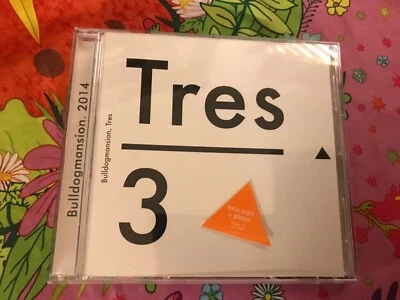 Bulldogmansion. 2014
Bulldogmansion, Tres
Tres
3